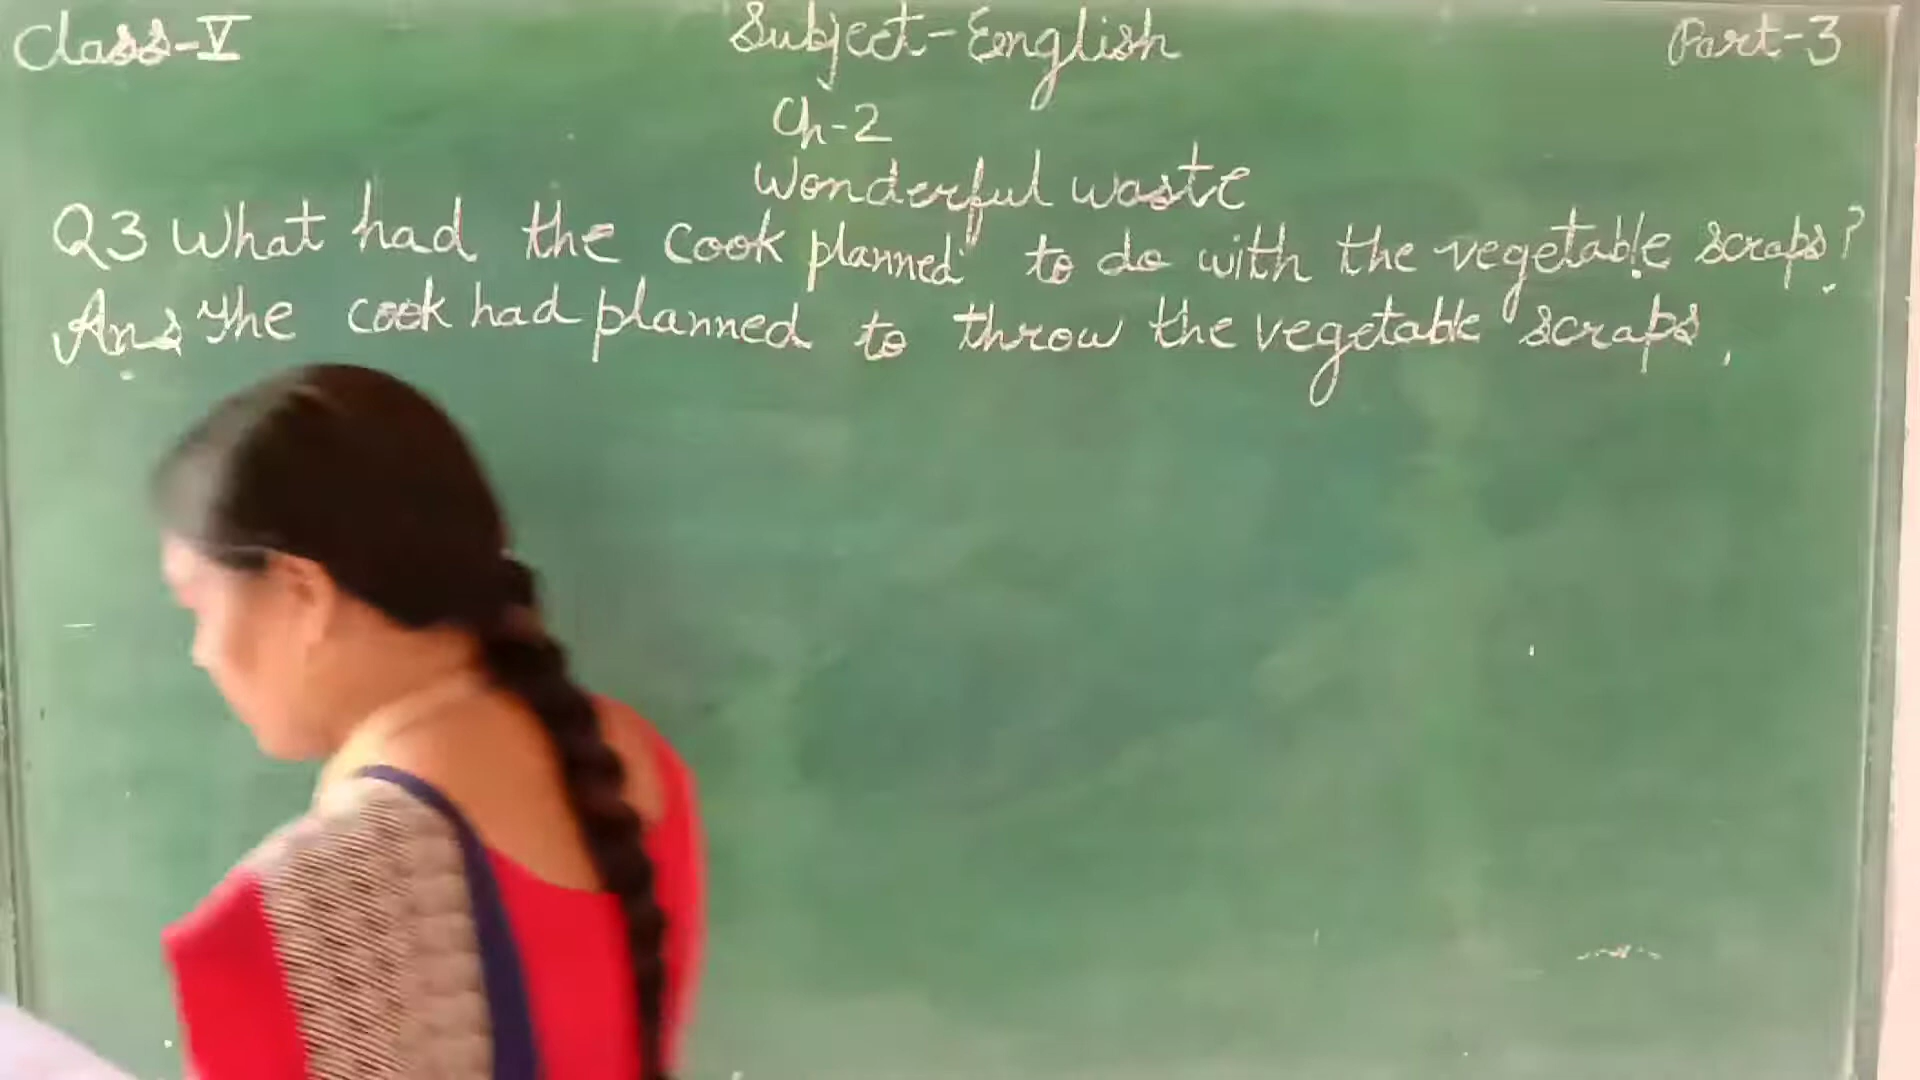 Class-V Subject-English Part-3
Ch-2
Wonderful waste
Q3 What had the cook planned to do with the vegetable scraps?
Ans The cook had planned to throw the vegetable scraps.